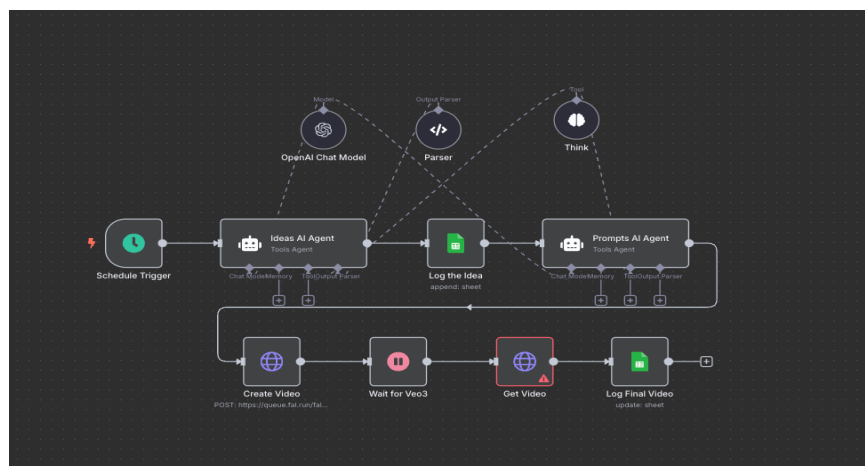 Model
Output Parser
Tool
OpenAI Chat Model
Parser
Think
Schedule Trigger
Ideas AI Agent
Tools Agent
Log the Idea
append: sheet
Prompts AI Agent
Tools Agent
Chat Model
Memory
Tool
Output Parser
Chat Model
Memory
Tool
Output Parser
Create Video
POST: https://queue.fal.run/fal...
Wait for Veo3
Get Video
Log Final Video
update: sheet